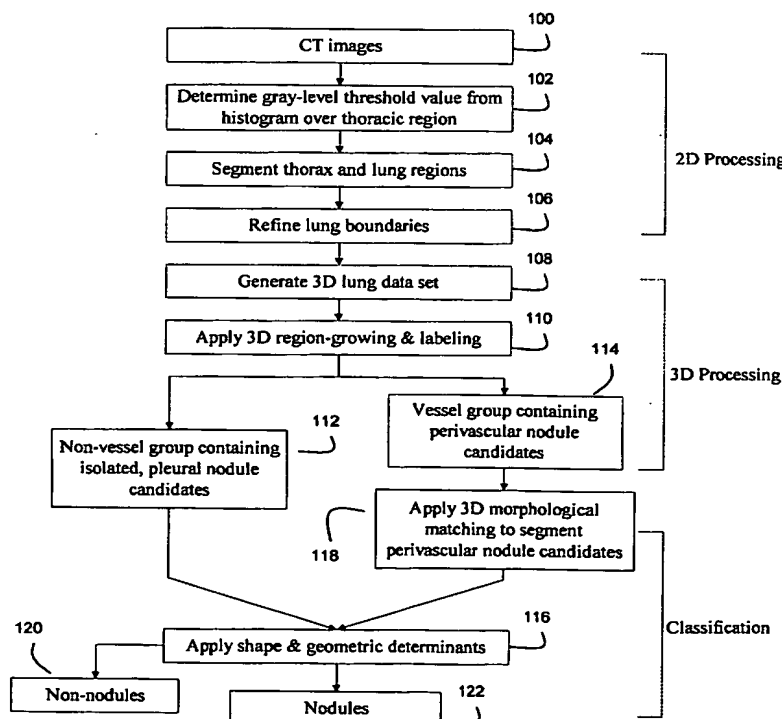 100
CT images
102
Determine gray-level threshold value from
histogram over thoracic region
104
Segment thorax and lung regions
2D Processing
106
Refine lung boundaries
108
Generate 3D lung data set
110
Apply 3D region-growing & labeling
114
3D Processing
Vessel group containing
perivascular nodule
candidates
112
Non-vessel group containing
isolated, pleural nodule
candidates
Apply 3D morphological
matching to segment
perivascular nodule candidates
118
116
Classification
120
Apply shape & geometric determinants
Non-nodules
Nodules
122